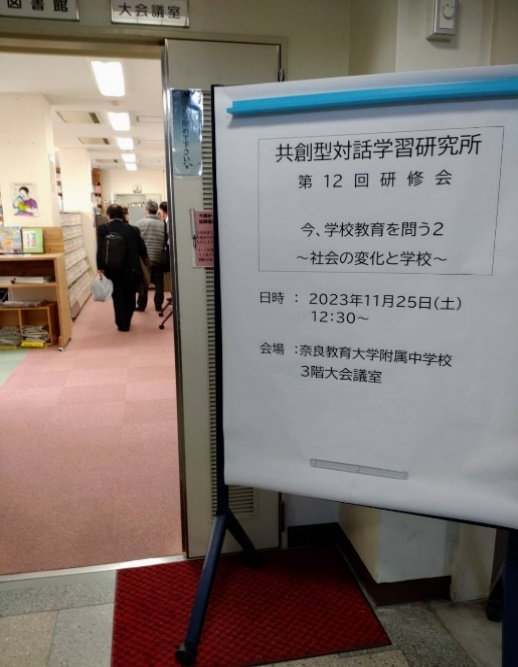 図書館
大会議室
共創型対話学習研究所
第 12 回 研 修 会
今、学校教育を問う2
～社会の変化と学校～
日時 ： 2023年11月25日(土)
12:30～
会場 ：奈良教育大学附属中学校
3階大会議室